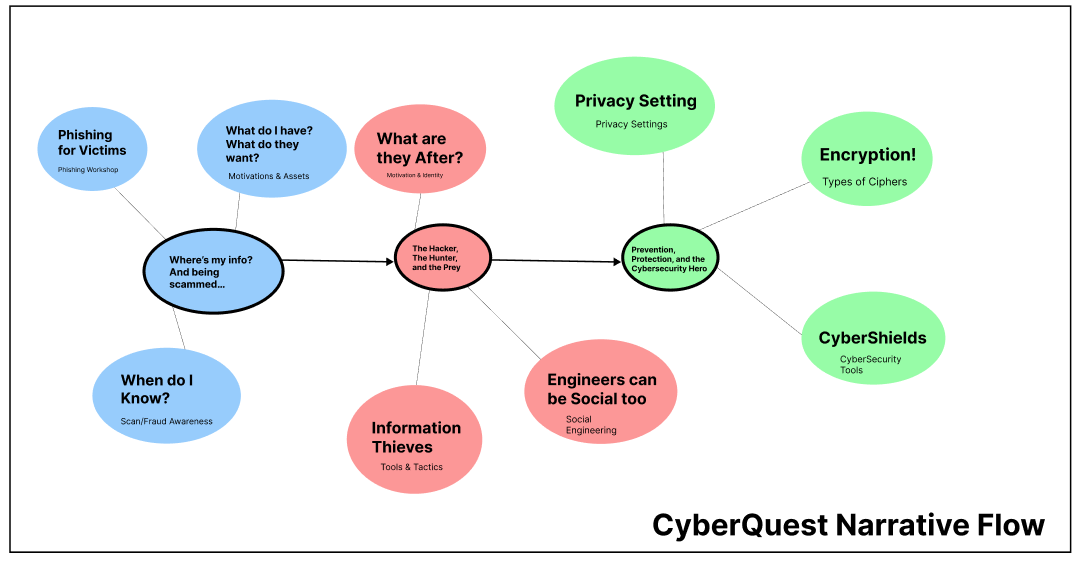 Phishing
for Victims
Phishing Workshop
What do I have?
What do they
want?
Motivations & Assets
What are
they After?
Motivation & Identity
Privacy Setting
Privacy Settings
Encryption!
Types of Ciphers
Where's my info?
And being
scammed...
The Hacker,
The Hunter,
and the Prey
Prevention,
Protection, and the
Cybersecurity Hero
When do I
Know?
Scan/Fraud Awareness
Information
Thieves
Tools & Tactics
Engineers can
be Social too
Social
Engineering
CyberShields
CyberSecurity
Tools
CyberQuest Narrative Flow